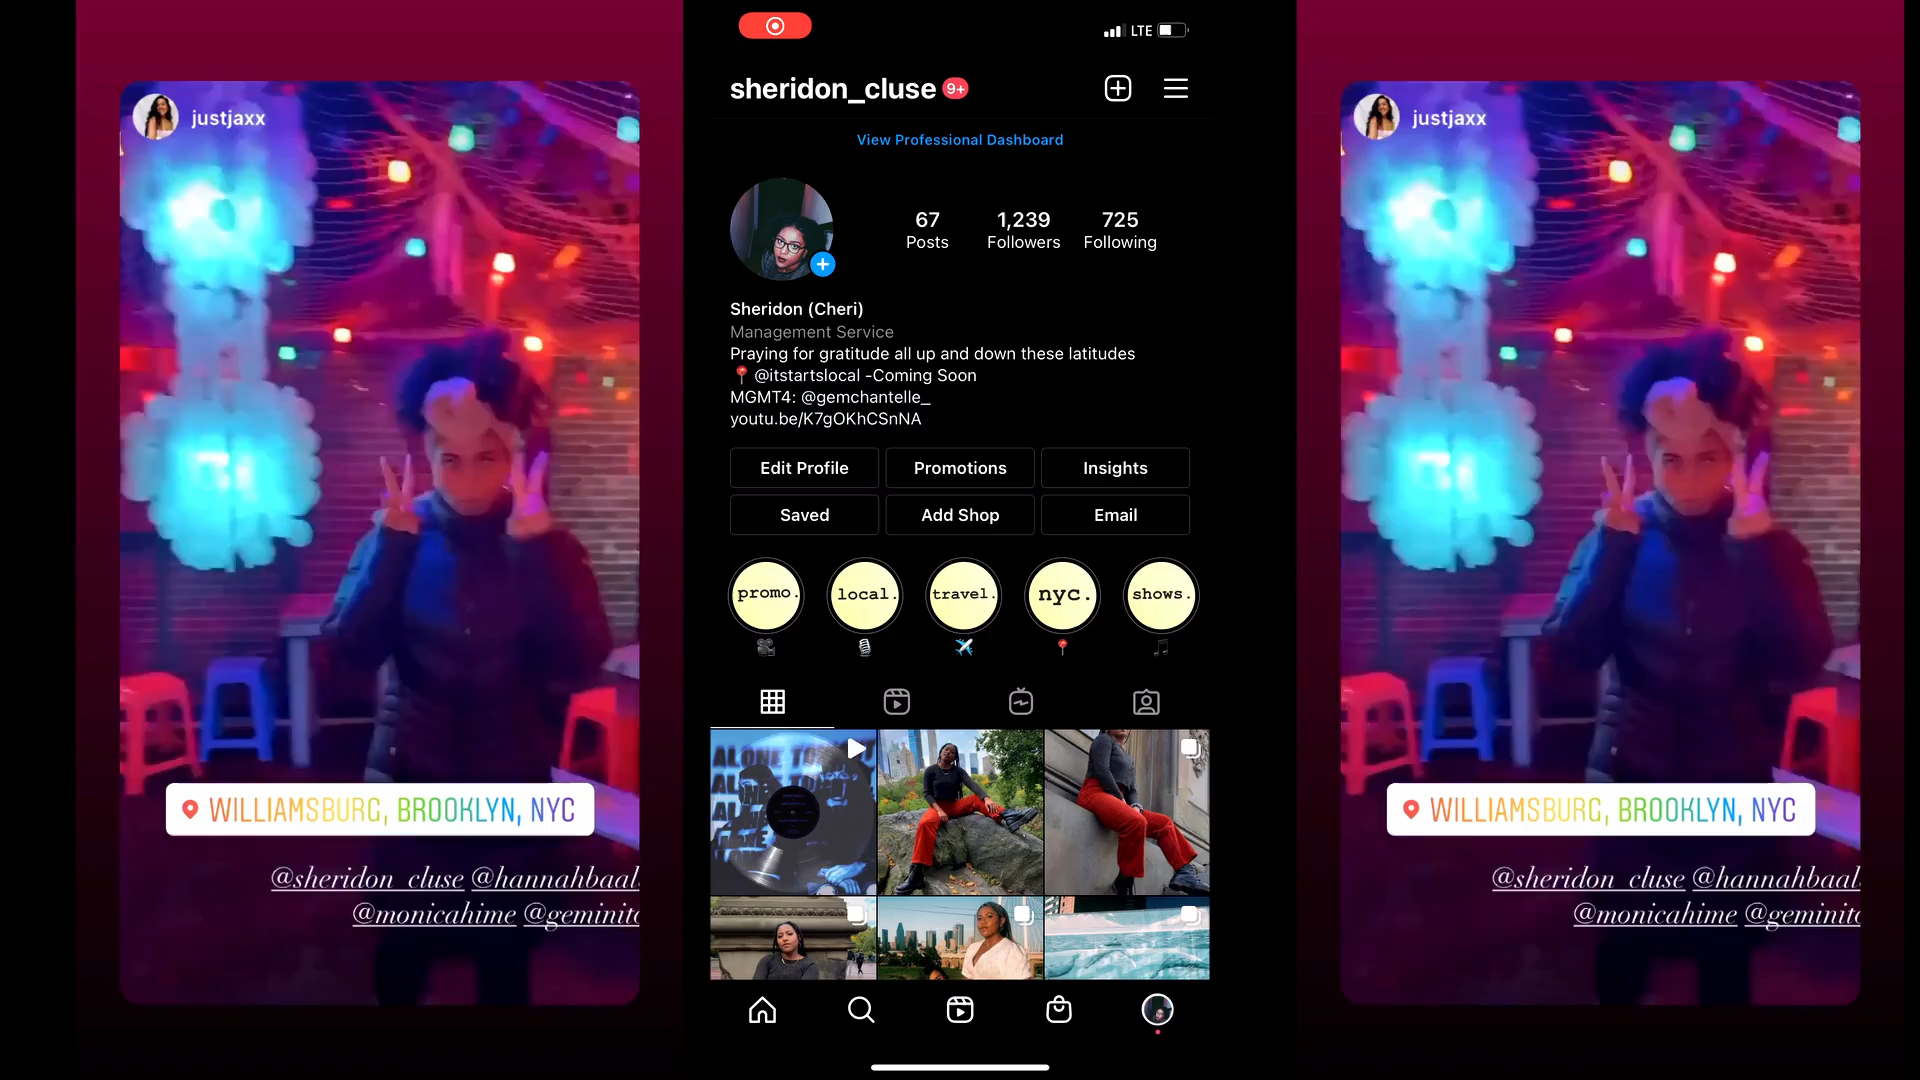 justjaxx
WILLIAMSBURG, BROOKLYN, NYC
@sheridon_cluse @hannahbaal
@monicahime @geminito
LTE
sheridon_cluse 9+
View Professional Dashboard
67 1,239 725
Posts Followers Following
Sheridon (Cheri)
Management Service
Praying for gratitude all up and down these latitudes
📍 @itstartslocal -Coming Soon
MGMT4: @gemchantelle_
youtu.be/K7gOKhCSnNA
Edit Profile Promotions Insights
Saved Add Shop Email
promo. local. travel. nyc. shows.
justjaxx
WILLIAMSBURG, BROOKLYN, NYC
@sheridon_cluse @hannahbaal
@monicahime @geminito